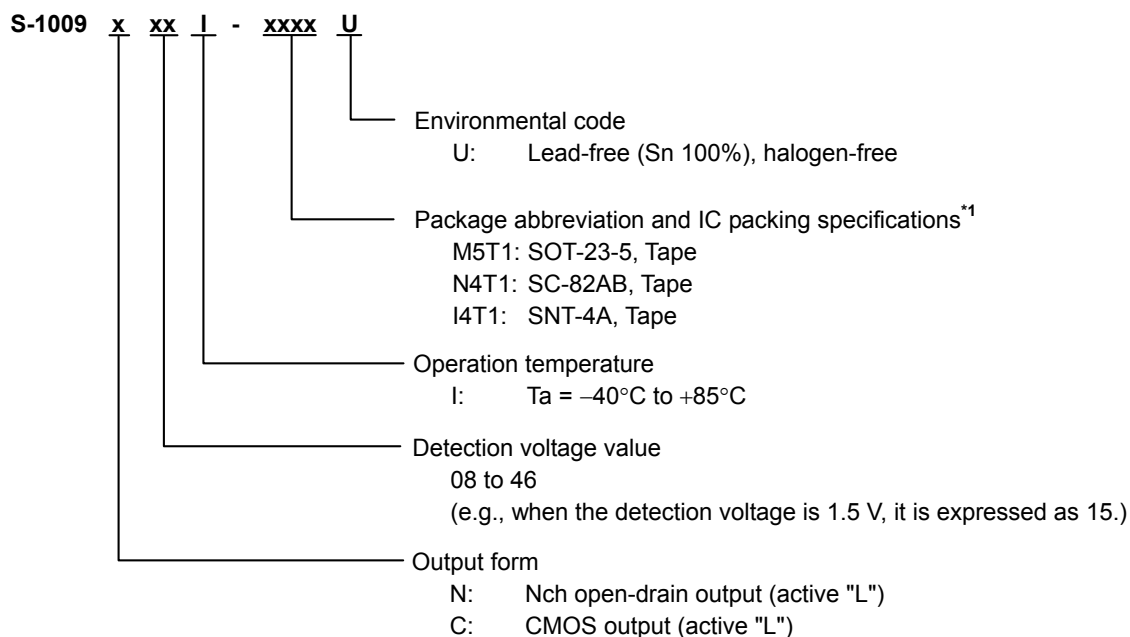 S-1009 x xx I - xxxx U
Environmental code
U: Lead-free (Sn 100%), halogen-free
Package abbreviation and IC packing specifications*1
M5T1: SOT-23-5, Tape
N4T1: SC-82AB, Tape
I4T1: SNT-4A, Tape
Operation temperature
I: Ta = −40°C to +85°C
Detection voltage value
08 to 46
(e.g., when the detection voltage is 1.5 V, it is expressed as 15.)
Output form
N: Nch open-drain output (active "L")
C: CMOS output (active "L")